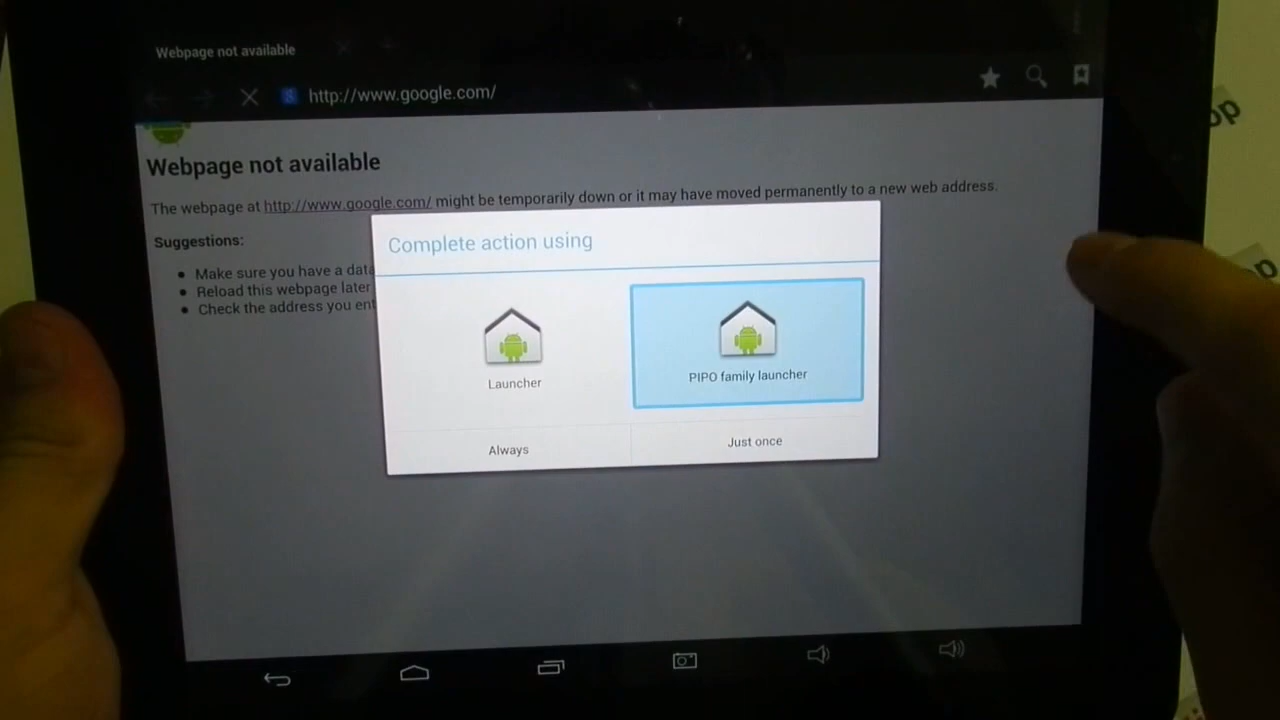 Webpage not available
http://www.google.com/
Webpage not available
The webpage at http://www.google.com/ might be temporarily down or it may have moved permanently to a new web address.
Suggestions:
Make sure you have a data
Reload this webpage later
Check the address you ent
Complete action using
Launcher
PIPO family launcher
Always
Just once
op
op